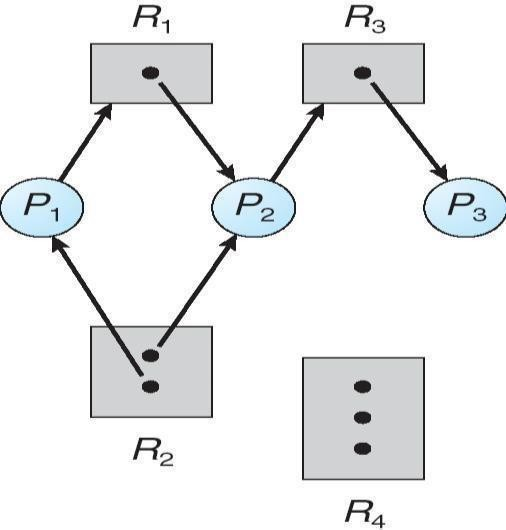 R₁ R₃
P₁ P₂ P₃
R₂
R₄